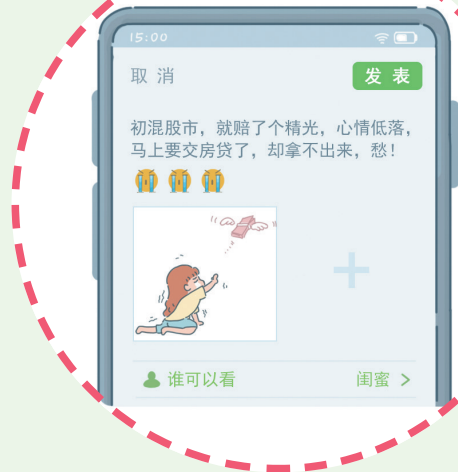 15:00
取 消
发 表
初混股市，就赔了个精光，心情低落，
马上要交房贷了，却拿不出来，愁！
😭 😭 😭
谁可以看
闺蜜 >